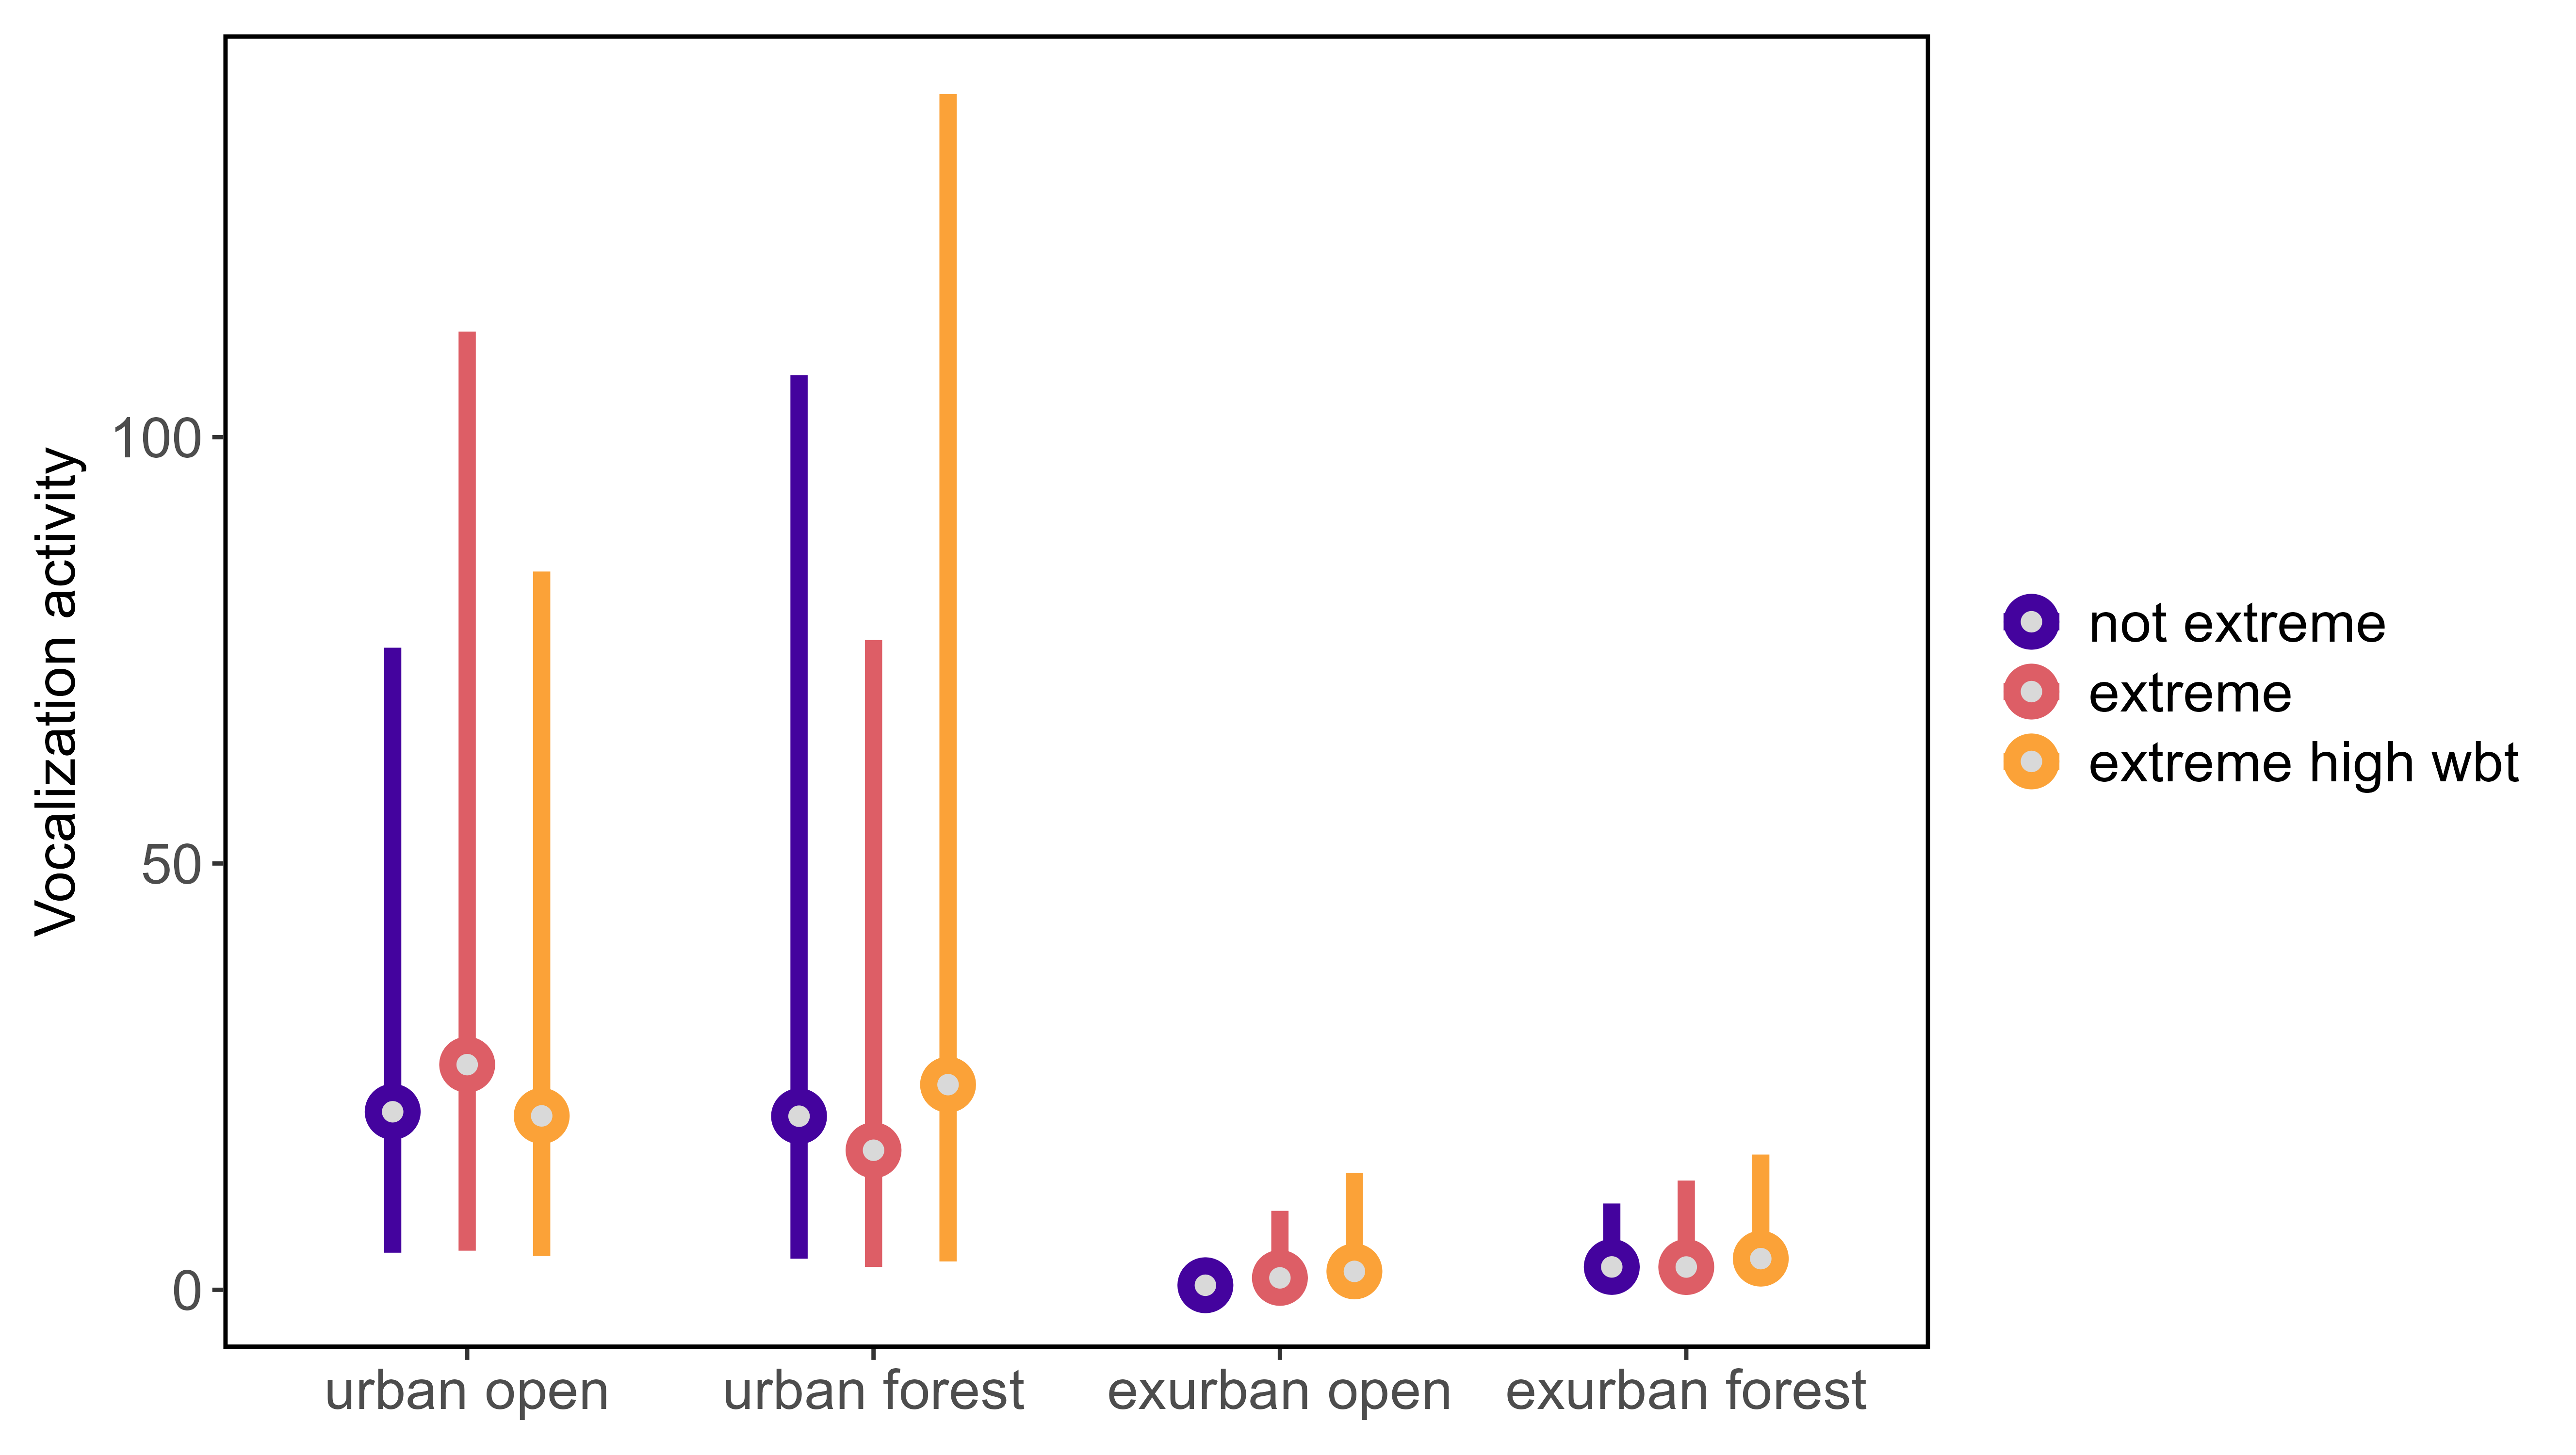 Vocalization activity
100
50
0
urban open
urban forest
exurban open
exurban forest
not extreme
extreme
extreme high wbt